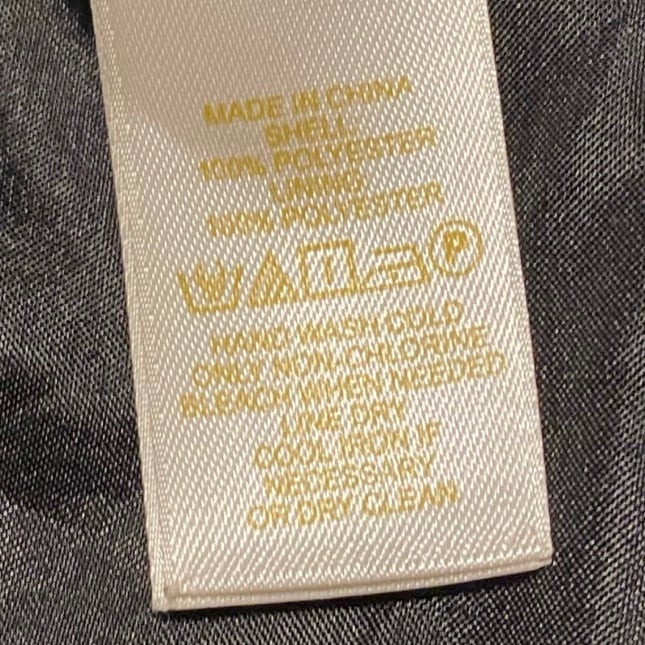 MADE IN CHINA
SHELL
100% POLYESTER
LINING
100% POLYESTER
P
HAND WASH COLD
ONLY NON-CHLORINE
BLEACH WHEN NEEDED
LINE DRY
COOL IRON IF
NECESSARY
OR DRY CLEAN